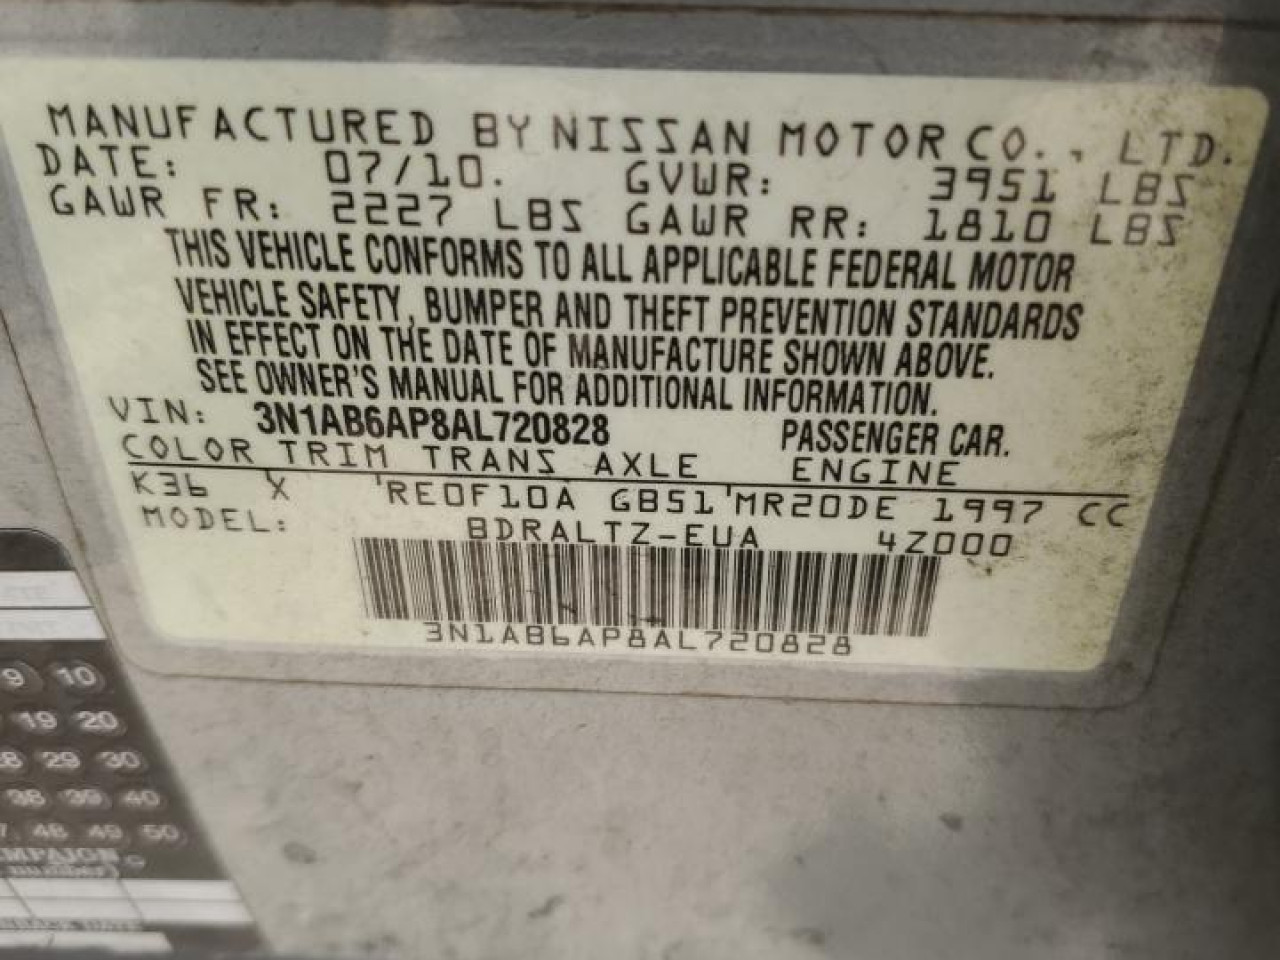 MANUFACTURED BY NISSAN MOTOR CO., LTD.
DATE: 07/10. GVWR: 3951 LBS
GAWR FR: 2227 LBS GAWR RR: 1810 LBS
THIS VEHICLE CONFORMS TO ALL APPLICABLE FEDERAL MOTOR
VEHICLE SAFETY, BUMPER AND THEFT PREVENTION STANDARDS
IN EFFECT ON THE DATE OF MANUFACTURE SHOWN ABOVE.
SEE OWNER'S MANUAL FOR ADDITIONAL INFORMATION.
VIN: 3N1AB6AP8AL720828 PASSENGER CAR.
COLOR TRIM TRANS AXLE ENGINE
K36 X RE0F10A GB51 MR20DE 1997 CC
MODEL: BDRALTZ-EUA 4Z000
3N1AB6AP8AL720828
9 10
19 20
29 30
38 39 40
48 49 50